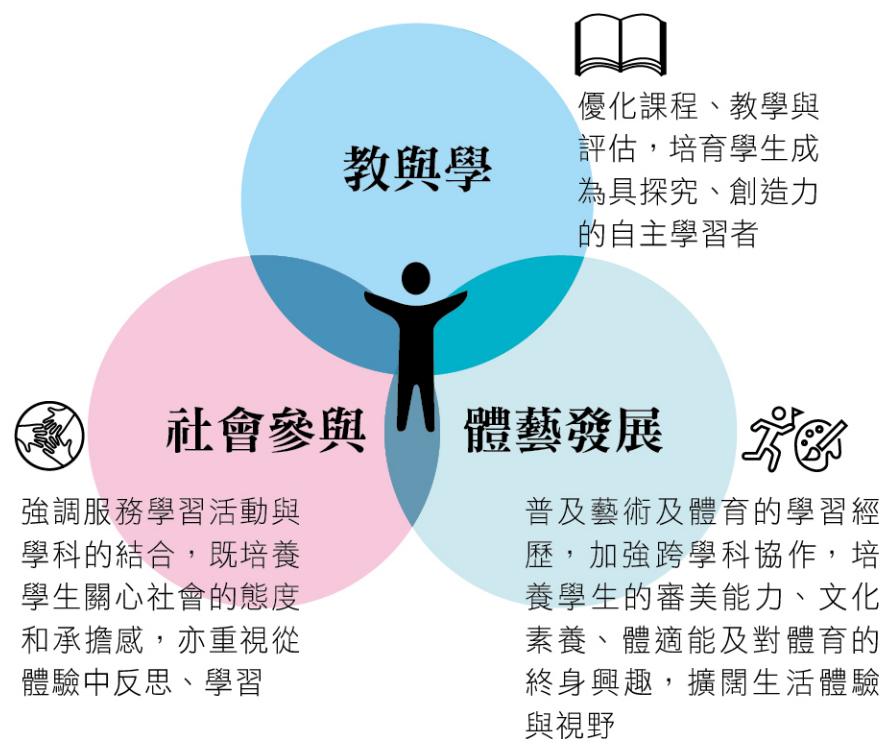 教與學
優化課程、教學與
評估，培育學生成
為具探究、創造力
的自主學習者
社會參與
強調服務學習活動與
學科的結合，既培養
學生關心社會的態度
和承擔感，亦重視從
體驗中反思、學習
體藝發展
普及藝術及體育的學習經
歷，加強跨學科協作，培
養學生的審美能力、文化
素養、體適能及對體育的
終身興趣，擴闊生活體驗
與視野